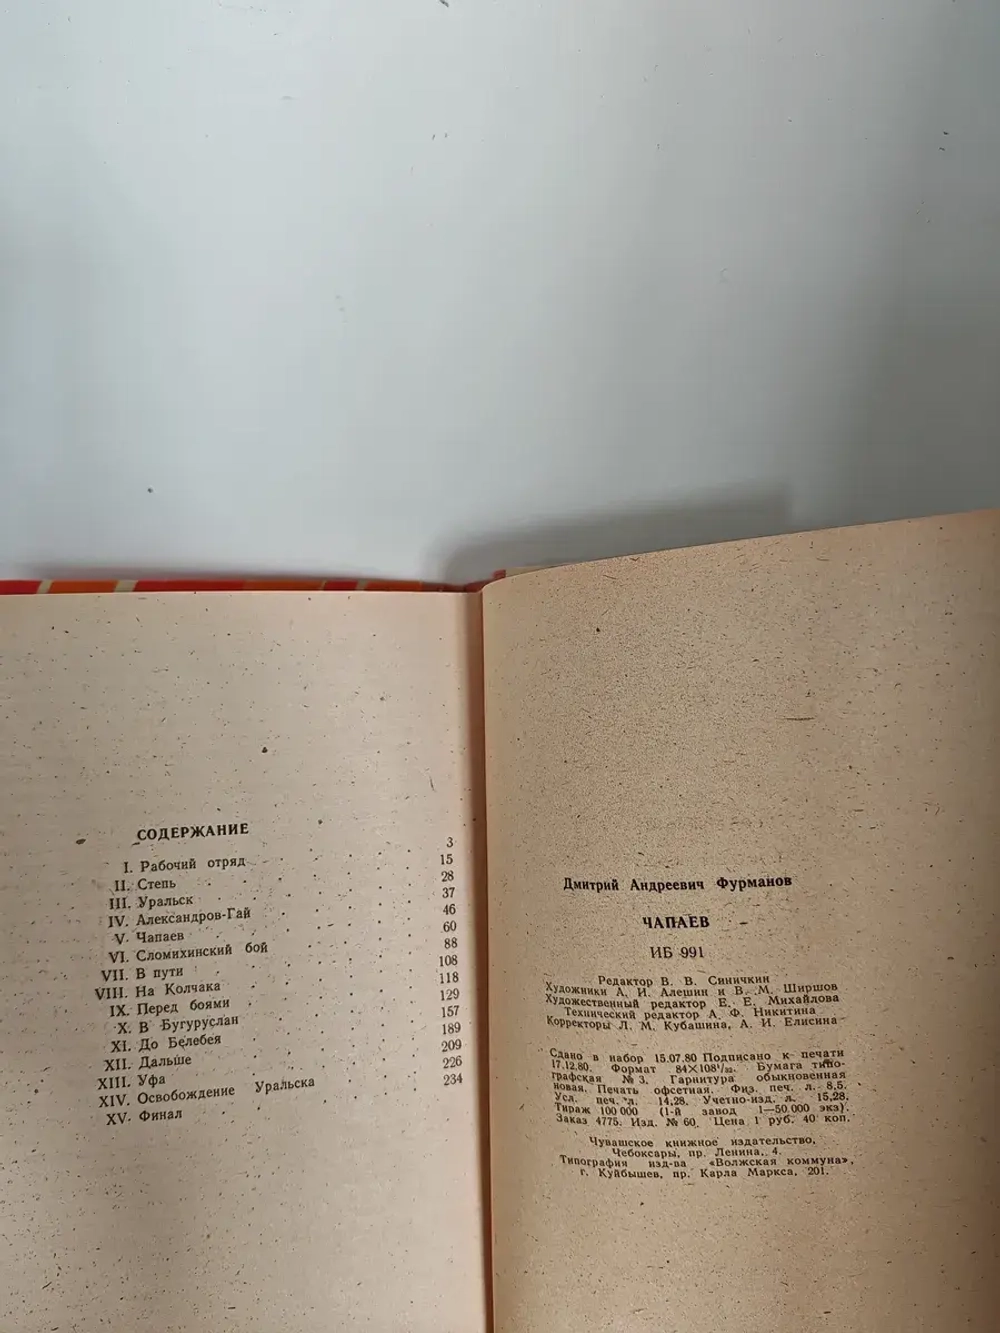 СОДЕРЖАНИЕ
I. Рабочий отряд 3
II. Степь 15
III. Уральск 28
IV. Александров-Гай 37
V. Чапаев 46
VI. Сломихинский бой 60
VII. В пути 88
VIII. На Колчака 108
IX. Перед боями 118
X. В Бугуруслан 129
XI. До Белебея 157
XII. Дальше 189
XIII. Уфа 209
XIV. Освобождение Уральска 226
XV. Финал 234
Дмитрий Андреевич Фурманов
ЧАПАЕВ
ИБ 991
Редактор В. В. Синичкин
Художники А. И. Алешин и В. М. Ширшов
Художественный редактор Е. Е. Михайлова
Технический редактор А. Ф. Никитина
Корректоры Л. М. Кубашина, А. И. Елисина
Сдано в набор 15.07.80 Подписано к печати
17.12.80. Формат 84×108¹/₃₂. Бумага типо-
графская № 3. Гарнитура обыкновенная
новая. Печать офсетная. Физ. печ. л. 8,5.
Усл. печ. л. 14,28. Учетно-изд. л. 15,28.
Тираж 100 000 (1-й завод 1—50 000 экз).
Заказ 4775. Изд. № 60. Цена 1 руб. 40 коп.
Чувашское книжное издательство,
Чебоксары, пр. Ленина, 4.
Типография изд-ва «Волжская коммуна»,
г. Куйбышев, пр. Карла Маркса, 201.